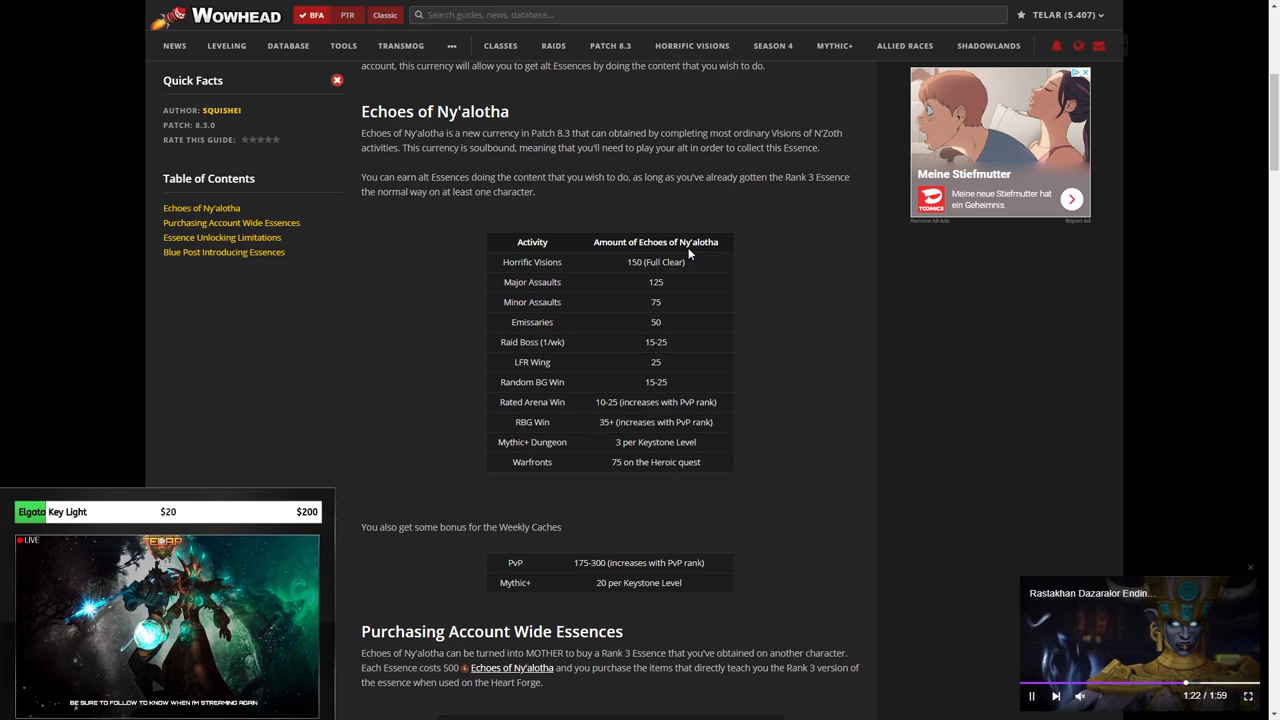 WOWHEAD
BFA PTR Classic
Search guides, news, database...
TELAR (5.407)
NEWS LEVELING DATABASE TOOLS TRANSMOG ••• CLASSES RAIDS PATCH 8.3 HORRIFIC VISIONS SEASON 4 MYTHIC+ ALLIED RACES SHADOWLANDS
Quick Facts
AUTHOR: SQUISHEI
PATCH: 8.3.0
RATE THIS GUIDE:
Table of Contents
Echoes of Ny'alotha
Purchasing Account Wide Essences
Essence Unlocking Limitations
Blue Post Introducing Essences
account, this currency will allow you to get alt Essences by doing the content that you wish to do.
Echoes of Ny'alotha
Echoes of Ny'alotha is a new currency in Patch 8.3 that can obtained by completing most ordinary Visions of N'Zoth
activities. This currency is soulbound, meaning that you'll need to play your alt in order to collect this Essence.
You can earn alt Essences doing the content that you wish to do, as long as you've already gotten the Rank 3 Essence
the normal way on at least one character.
Activity Amount of Echoes of Ny'alotha
Horrific Visions 150 (Full Clear)
Major Assaults 125
Minor Assaults 75
Emissaries 50
Raid Boss (1/wk) 15-25
LFR Wing 25
Random BG Win 15-25
Rated Arena Win 10-25 (increases with PvP rank)
RBG Win 35+ (increases with PvP rank)
Mythic+ Dungeon 3 per Keystone Level
Warfronts 75 on the Heroic quest
You also get some bonus for the Weekly Caches
PvP 175-300 (increases with PvP rank)
Mythic+ 20 per Keystone Level
Purchasing Account Wide Essences
Echoes of Ny'alotha can be turned into MOTHER to buy a Rank 3 Essence that you've obtained on another character.
Each Essence costs 500 Echoes of Ny'alotha and you purchase the items that directly teach you the Rank 3 version of
the essence when used on the Heart Forge.
Meine Stiefmutter
Meine neue Stiefmutter hat
ein Geheimnis.
TCOMICS
Remove All Ads Report Ad
Elgato Key Light $20 $200
LIVE
TELAR
BE SURE TO FOLLOW TO KNOW WHEN I'M STREAMING AGAIN
Rastakhan Dazaralor Endin...
1:22 / 1:59